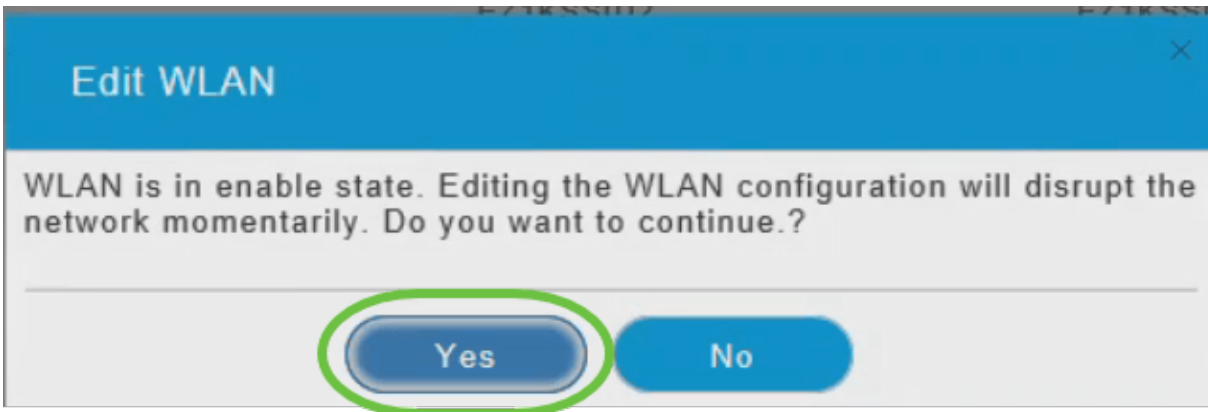 Edit WLAN
WLAN is in enable state. Editing the WLAN configuration will disrupt the
network momentarily. Do you want to continue.?
Yes
No